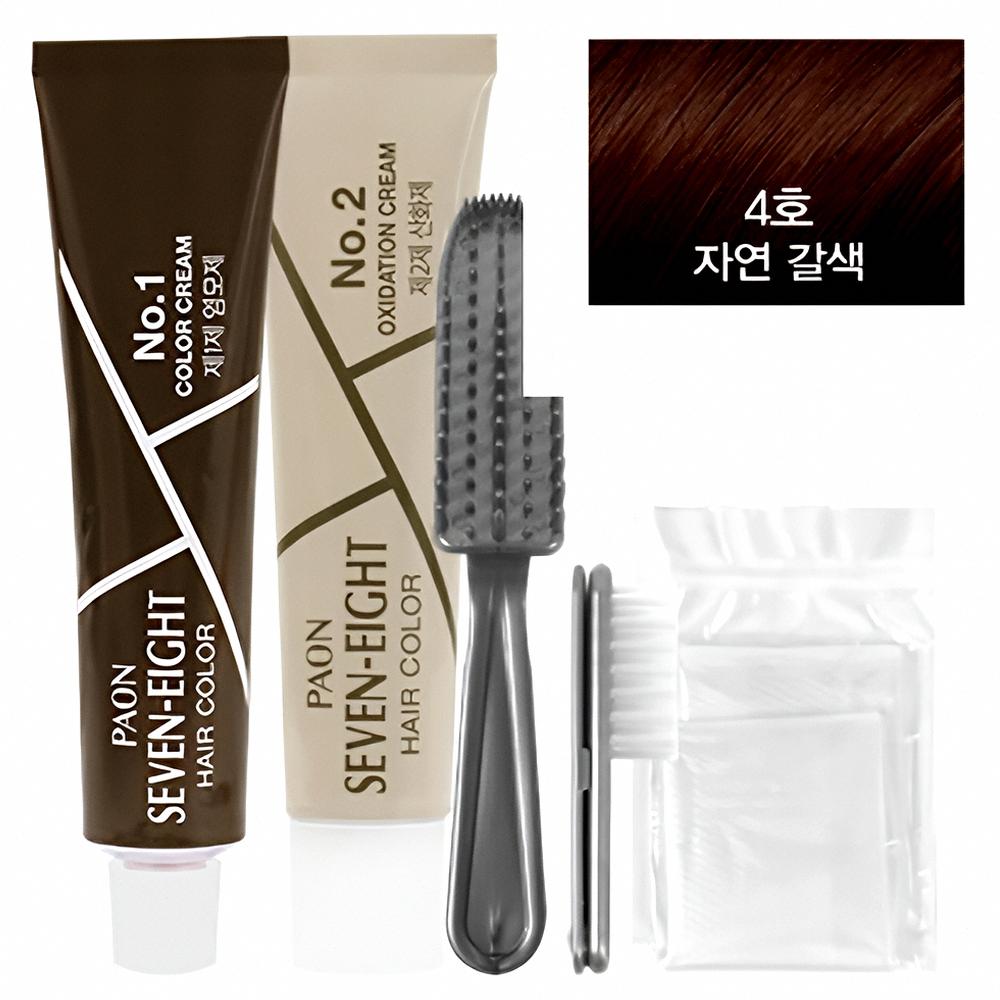 No.1
COLOR CREAM
제1제 염모제
PAON
SEVEN-EIGHT
HAIR COLOR
No.2
OXIDATION CREAM
제2제 산화제
PAON
SEVEN-EIGHT
HAIR COLOR
4호
자연 갈색